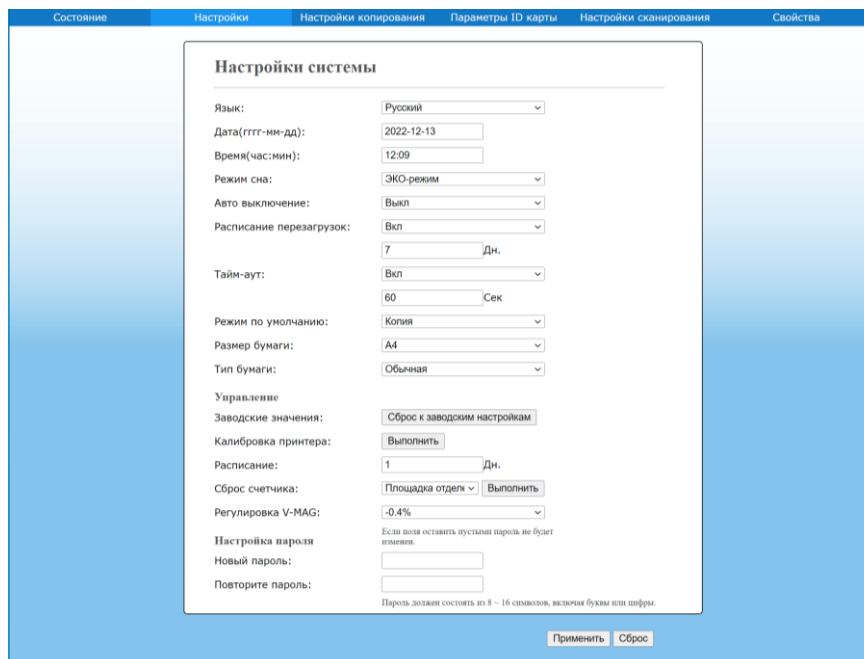 Состояние Настройки Настройки копирования Параметры ID карты Настройки сканирования Свойства
Настройки системы
Язык: Русский
Дата(гггг-мм-дд): 2022-12-13
Время(час:мин): 12:09
Режим сна: ЭКО-режим
Авто выключение: Выкл
Расписание перезагрузок: Вкл
7 Дн.
Тайм-аут: Вкл
60 Сек
Режим по умолчанию: Копия
Размер бумаги: A4
Тип бумаги: Обычная
Управление
Заводские значения: Сброс к заводским настройкам
Калибровка принтера: Выполнить
Расписание: 1 Дн.
Сброс счетчика: Площадка отделе Выполнить
Регулировка V-MAG: -0.4%
Если поля оставить пустыми пароль не будет
изменен.
Настройка пароля
Новый пароль:
Повторите пароль:
Пароль должен состоять из 8 ~ 16 символов, включая буквы или цифры.
Применить Сброс